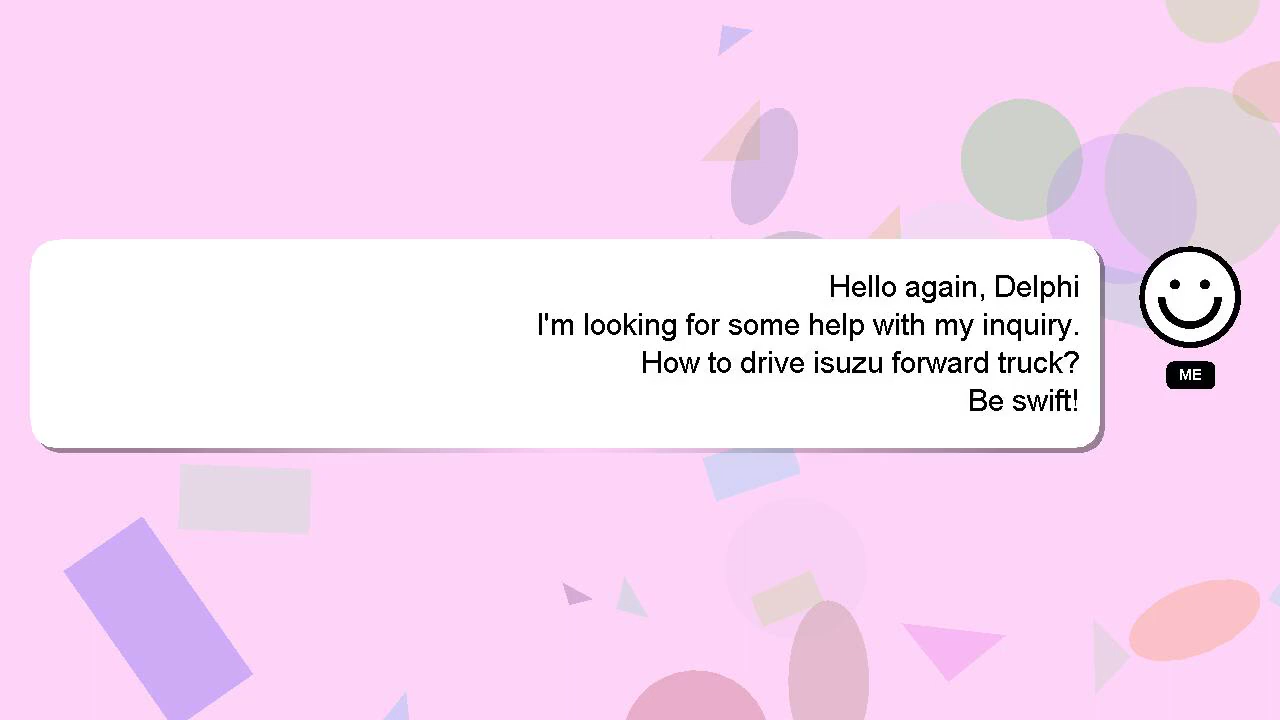 Hello again, Delphi
I'm looking for some help with my inquiry.
How to drive isuzu forward truck?
Be swift!
ME